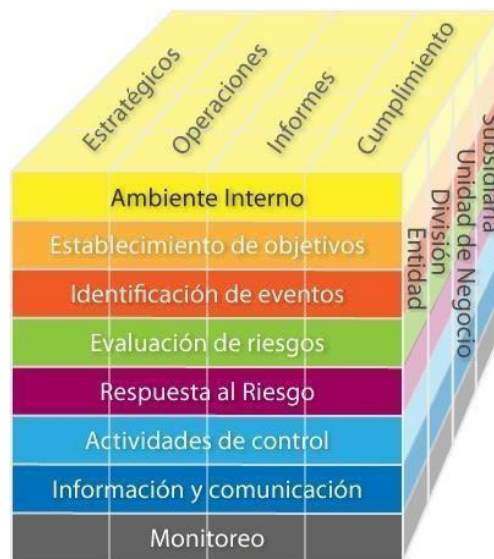 Estratégicos
Operaciones
Informes
Cumplimiento
Ambiente Interno
Establecimiento de objetivos
Identificación de eventos
Evaluación de riesgos
Respuesta al Riesgo
Actividades de control
Información y comunicación
Monitoreo
Entidad
División
Unidad de Negocio
Subsidiaria